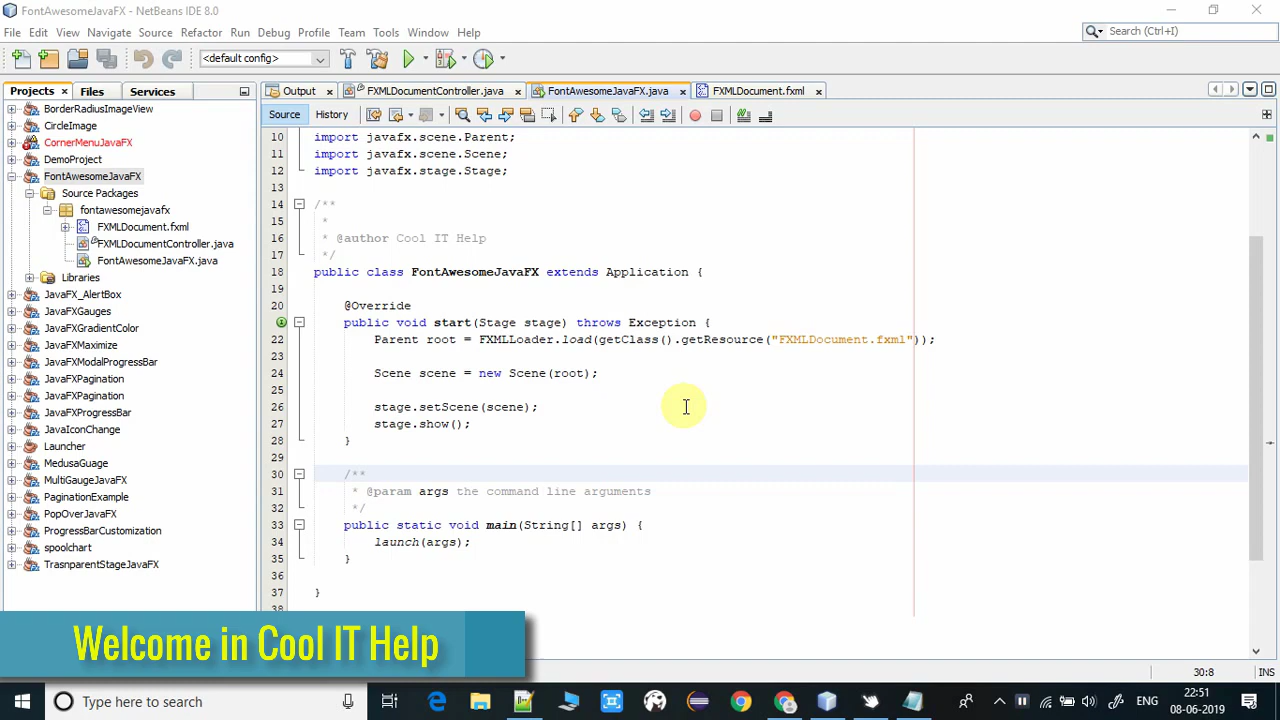 FontAwesomeJavaFX - NetBeans IDE 8.0
File Edit View Navigate Source Refactor Run Debug Profile Team Tools Window Help
Search (Ctrl+I)
<default config>
Projects Files Services
Output FXMLDocumentController.java FontAwesomeJavaFX.java FXMLDocument.fxml
Source History
BorderRadiusImageView
CircleImage
CornerMenuJavaFX
DemoProject
FontAwesomeJavaFX
Source Packages
fontawesomejavafx
FXMLDocument.fxml
FXMLDocumentController.java
FontAwesomeJavaFX.java
Libraries
JavaFX_AlertBox
JavaFXGauges
JavaFXGradientColor
JavaFXMaximize
JavaFXModalProgressBar
JavaFXPagination
JavaFXPagination
JavaFXProgressBar
JavaIconChange
Launcher
MedusaGuage
MultiGaugeJavaFX
PaginationExample
PopOverJavaFX
ProgressBarCustomization
spoolchart
TrasnparentStageJavaFX
10 import javafx.scene.Parent;
11 import javafx.scene.Scene;
12 import javafx.stage.Stage;
13
14 /**
15 *
16 * @author Cool IT Help
17 */
18 public class FontAwesomeJavaFX extends Application {
19
20 @Override
21 public void start(Stage stage) throws Exception {
22 Parent root = FXMLLoader.load(getClass().getResource("FXMLDocument.fxml"));
23
24 Scene scene = new Scene(root);
25
26 stage.setScene(scene);
27 stage.show();
28 }
29
30 /**
31 * @param args the command line arguments
32 */
33 public static void main(String[] args) {
34 launch(args);
35 }
36
37 }
38
Welcome in Cool IT Help
30:8 INS
Type here to search
ENG
22:51
08-06-2019